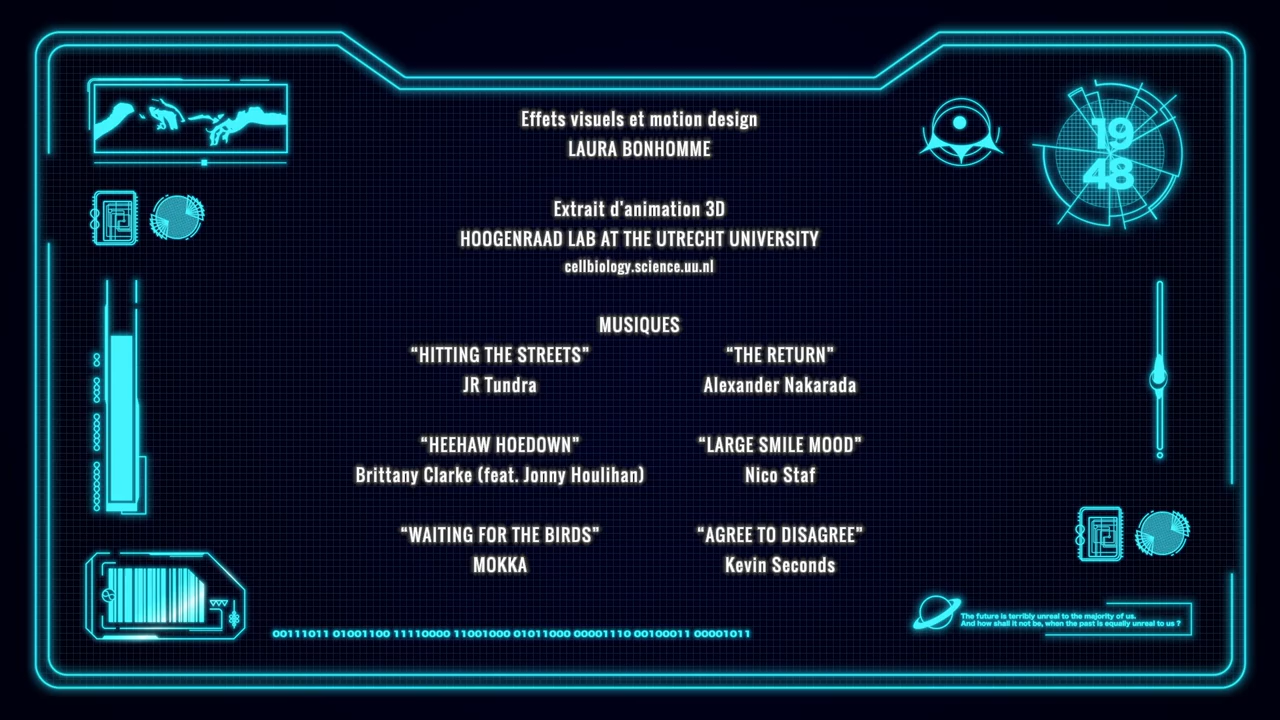 Effets visuels et motion design
LAURA BONHOMME
19
48
Extrait d'animation 3D
HOOGENRAAD LAB AT THE UTRECHT UNIVERSITY
cellbiology.science.uu.nl
MUSIQUES
“HITTING THE STREETS”
JR Tundra
“THE RETURN”
Alexander Nakarada
“HEEHAW HOEDOWN”
Brittany Clarke (feat. Jonny Houlihan)
“LARGE SMILE MOOD”
Nico Staf
“WAITING FOR THE BIRDS”
MOKKA
“AGREE TO DISAGREE”
Kevin Seconds
The future is terribly unreal to the majority of us.
And how shall it not be, when the past is equally unreal to us ?
00111011 01001100 11110000 11001000 01011000 00001110 00100011 00001011